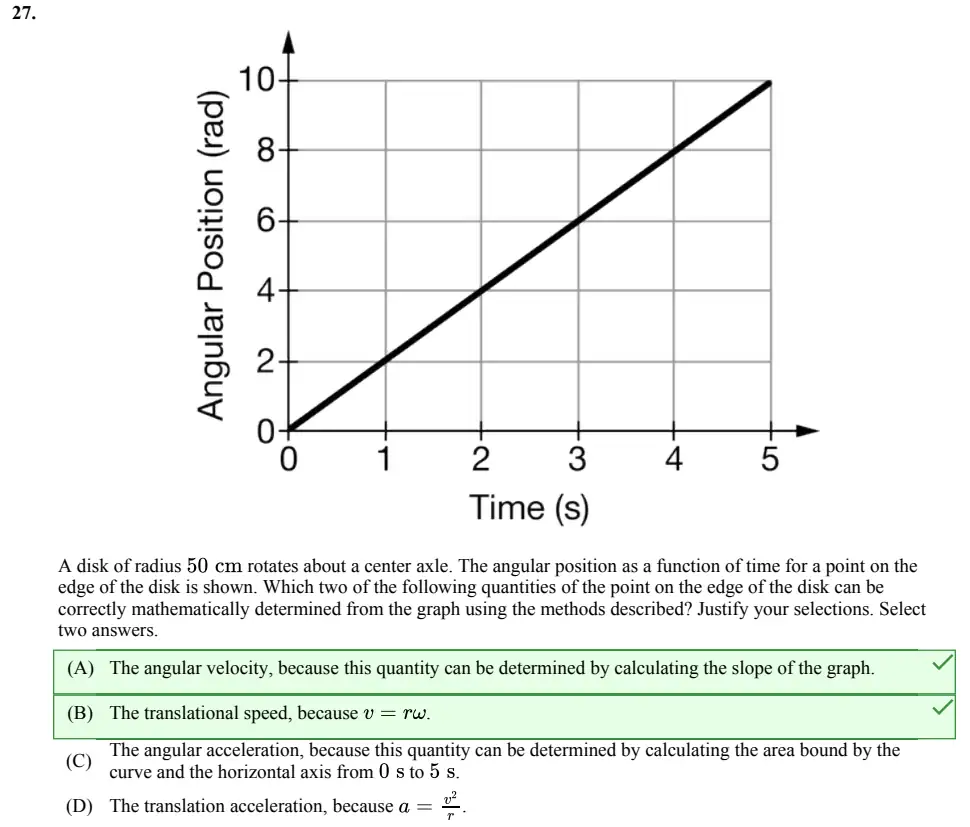 27.
10
8
6
4
2
0
Angular Position (rad)
0 1 2 3 4 5
Time (s)
A disk of radius 50 cm rotates about a center axle. The angular position as a function of time for a point on the
edge of the disk is shown. Which two of the following quantities of the point on the edge of the disk can be
correctly mathematically determined from the graph using the methods described? Justify your selections. Select
two answers.
(A) The angular velocity, because this quantity can be determined by calculating the slope of the graph.
(B) The translational speed, because v = rω.
(C) The angular acceleration, because this quantity can be determined by calculating the area bound by the
curve and the horizontal axis from 0 s to 5 s.
(D) The translation acceleration, because a = v²/r.